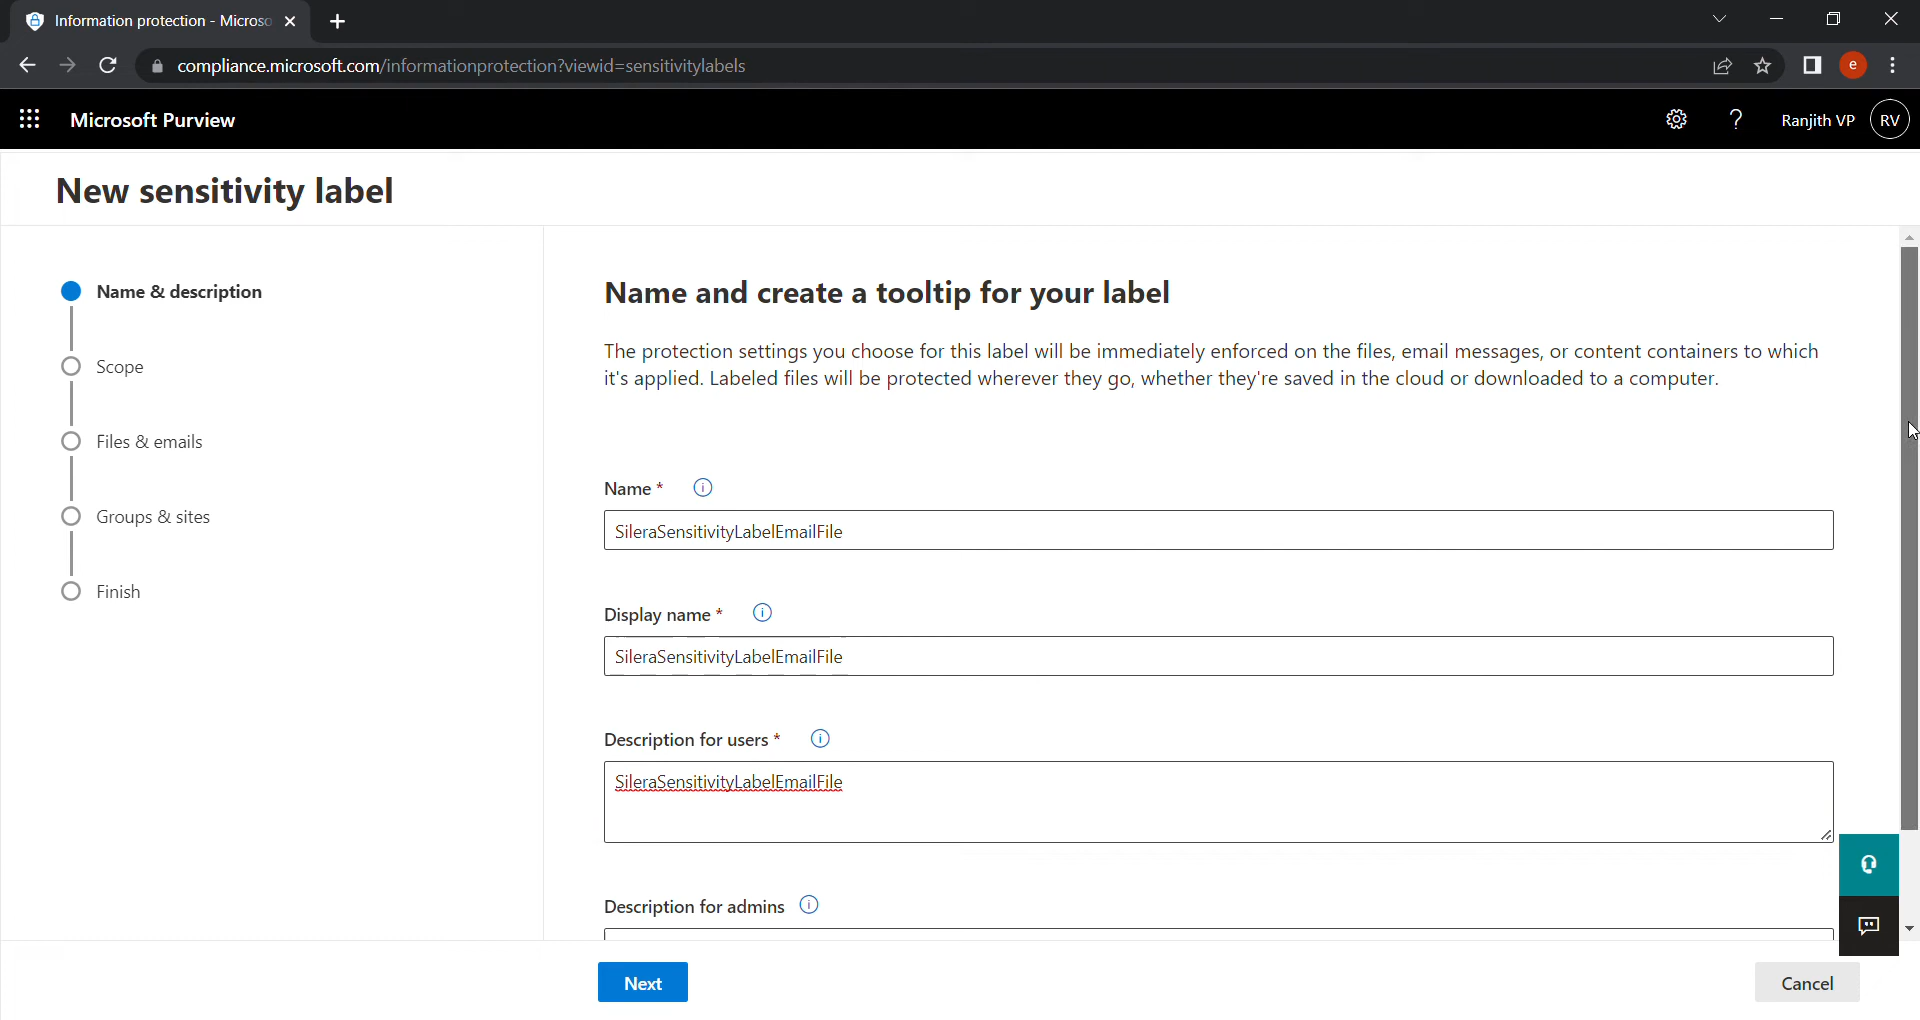 Information protection - Microso
compliance.microsoft.com/informationprotection?viewid=sensitivitylabels
e
Microsoft Purview
?
Ranjith VP
RV
New sensitivity label
Name & description
Scope
Files & emails
Groups & sites
Finish
Name and create a tooltip for your label
The protection settings you choose for this label will be immediately enforced on the files, email messages, or content containers to which
it's applied. Labeled files will be protected wherever they go, whether they're saved in the cloud or downloaded to a computer.
Name *
SileraSensitivityLabelEmailFile
Display name *
SileraSensitivityLabelEmailFile
Description for users *
SileraSensitivityLabelEmailFile
Description for admins
Next
Cancel